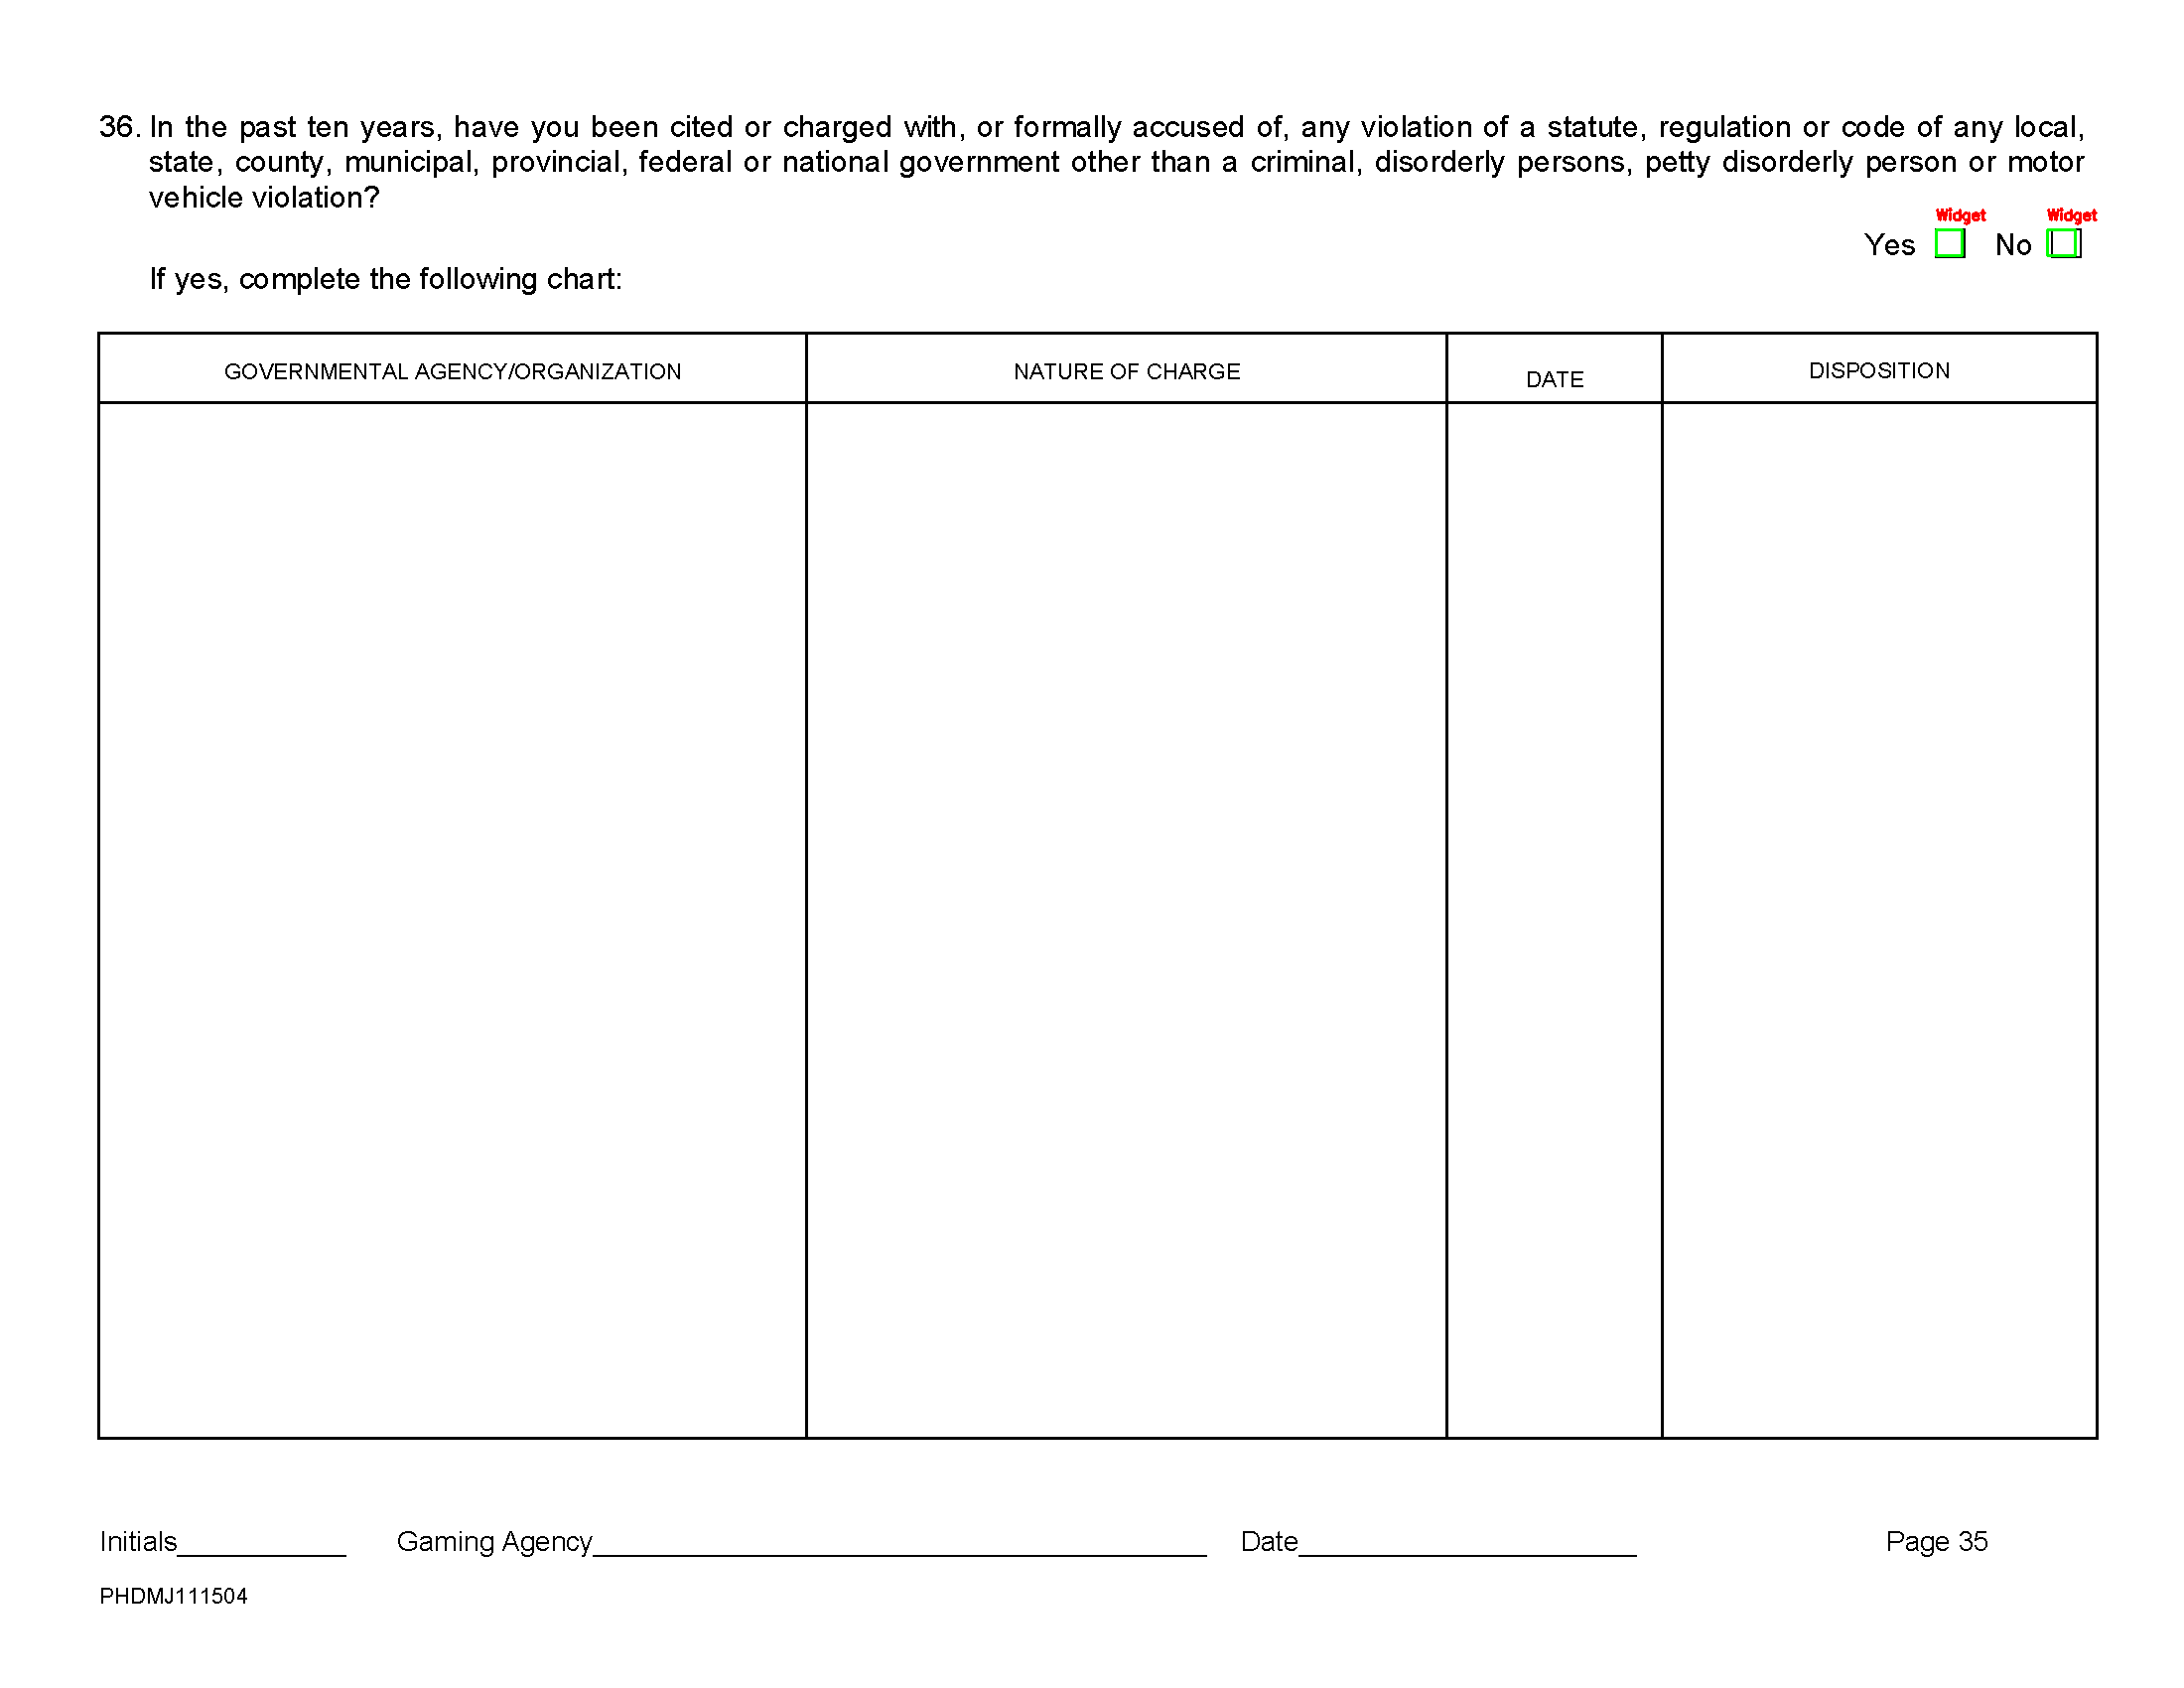 36. In the past ten years, have you been cited or charged with, or formally accused of, any violation of a statute, regulation or code of any local,
state, county, municipal, provincial, federal or national government other than a criminal, disorderly persons, petty disorderly person or motor
vehicle violation?
Widget Widget
Yes No
If yes, complete the following chart:
GOVERNMENTAL AGENCY/ORGANIZATION NATURE OF CHARGE DATE DISPOSITION
Initials___________ Gaming Agency________________________________________ Date______________________ Page 35
PHDMJ111504